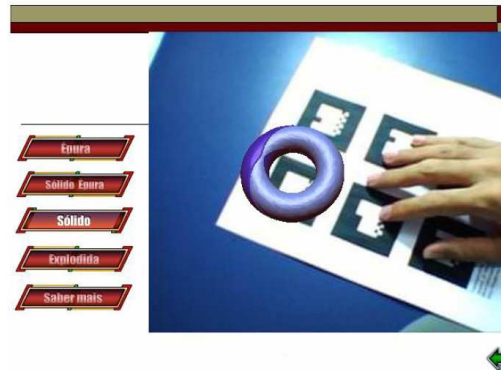 Épura
Sólido Épura
Sólido
Explodida
Saber mais